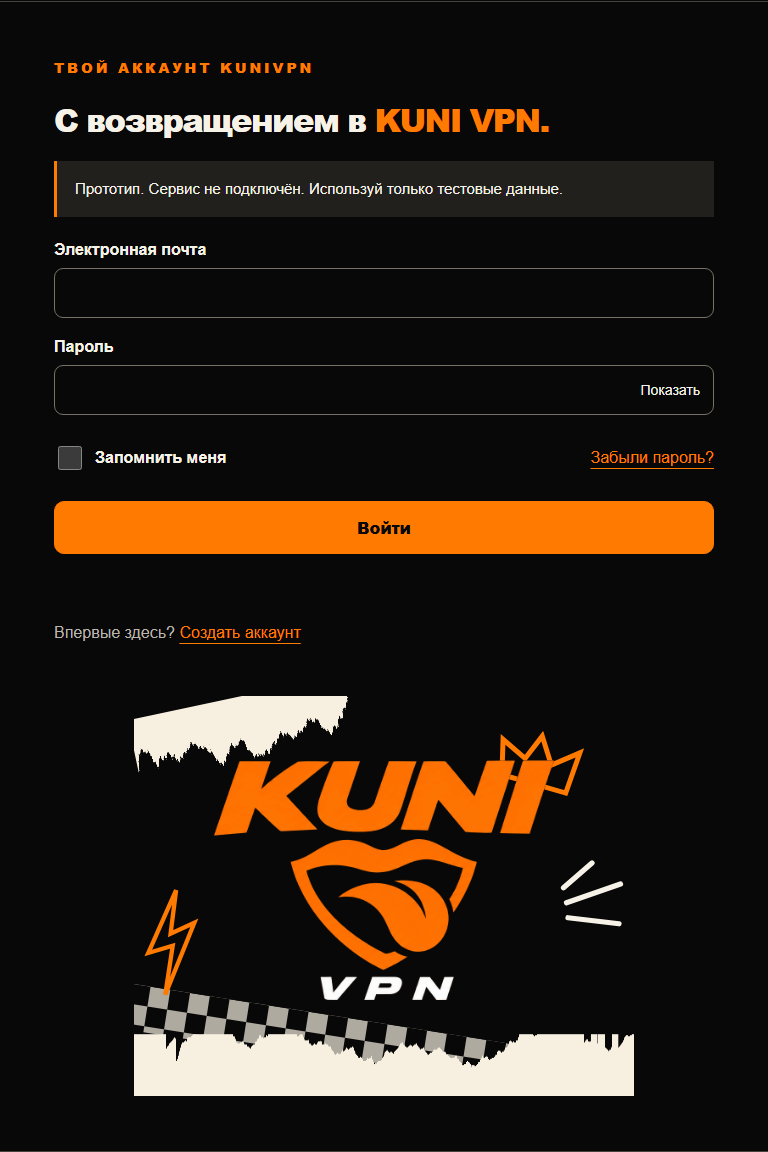 ТВОЙ АККАУНТ KUNIVPN
С возвращением в KUNI VPN.
Прототип. Сервис не подключён. Используй только тестовые данные.
Электронная почта
Пароль
Показать
Запомнить меня
Забыли пароль?
Войти
Впервые здесь? Создать аккаунт
KUNI
VPN